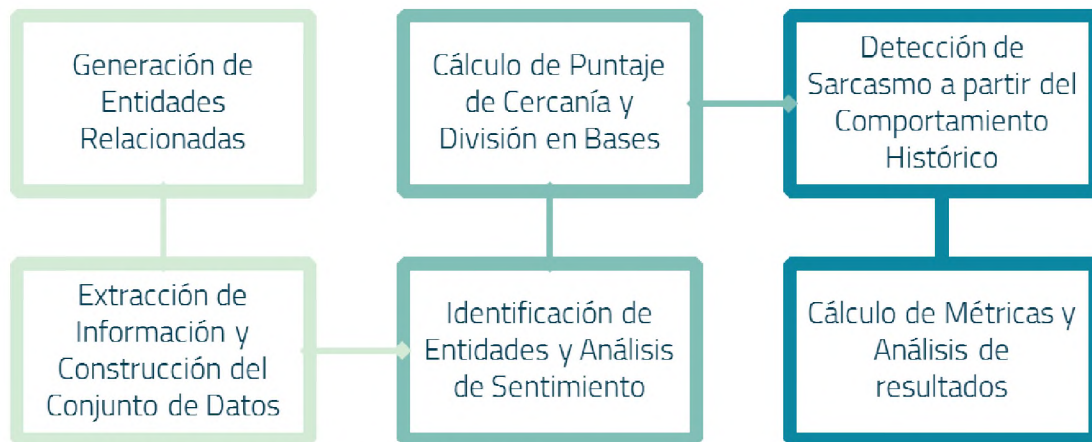 Generación de
Entidades
Relacionadas
Extracción de
Información y
Construcción del
Conjunto de Datos
Identificación de
Entidades y Análisis
de Sentimiento
Cálculo de Puntaje
de Cercanía y
División en Bases
Detección de
Sarcasmo a partir del
Comportamiento
Histórico
Cálculo de Métricas y
Análisis de
resultados